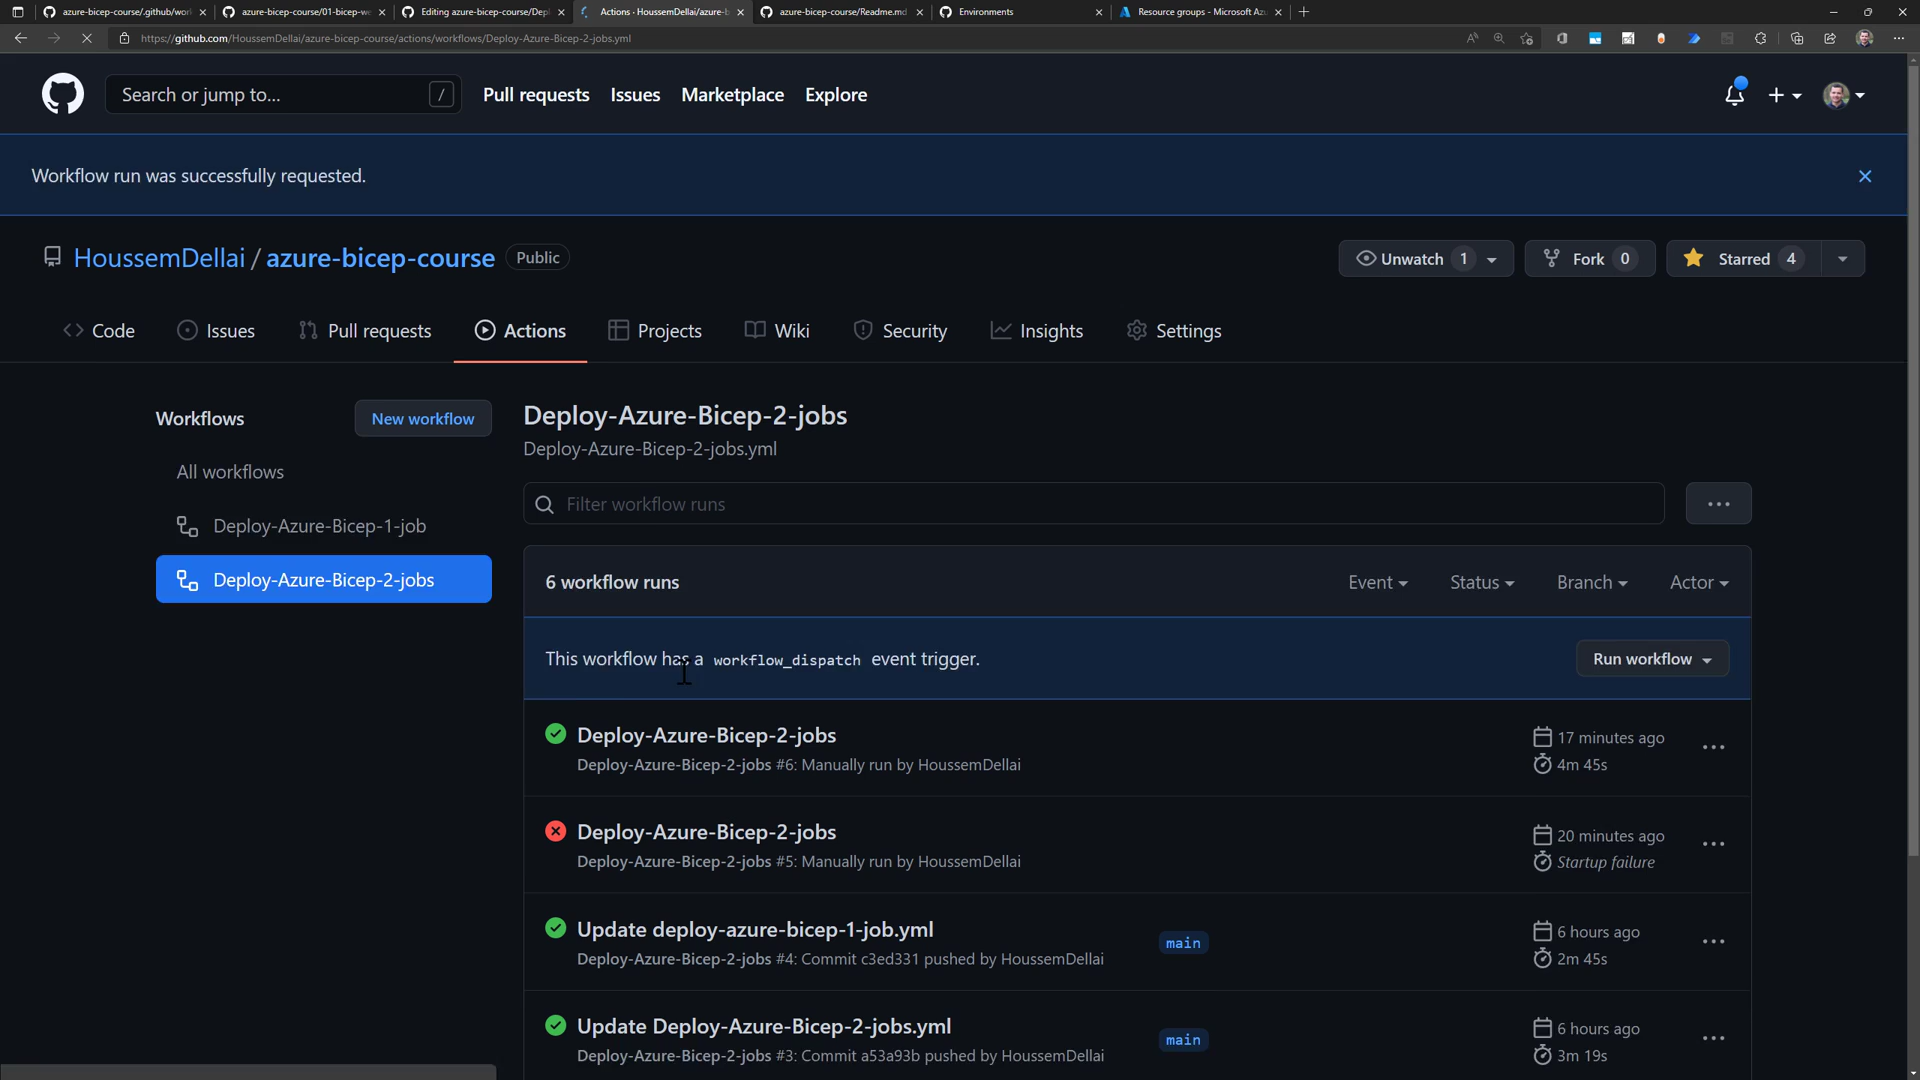 azure-bicep-course/.github/wor
azure-bicep-course/01-bicep-we
Editing azure-bicep-course/Depl
Actions · HoussemDellai/azure-b
azure-bicep-course/Readme.md
Environments
Resource groups - Microsoft Azu
https://github.com/HoussemDellai/azure-bicep-course/actions/workflows/Deploy-Azure-Bicep-2-jobs.yml
Search or jump to...
/
Pull requests
Issues
Marketplace
Explore
Workflow run was successfully requested.
HoussemDellai / azure-bicep-course
Public
Unwatch 1
Fork 0
Starred 4
Code
Issues
Pull requests
Actions
Projects
Wiki
Security
Insights
Settings
Workflows
New workflow
All workflows
Deploy-Azure-Bicep-1-job
Deploy-Azure-Bicep-2-jobs
Deploy-Azure-Bicep-2-jobs
Deploy-Azure-Bicep-2-jobs.yml
Filter workflow runs
6 workflow runs
Event
Status
Branch
Actor
This workflow has a workflow_dispatch event trigger.
Run workflow
Deploy-Azure-Bicep-2-jobs
Deploy-Azure-Bicep-2-jobs #6: Manually run by HoussemDellai
17 minutes ago
4m 45s
Deploy-Azure-Bicep-2-jobs
Deploy-Azure-Bicep-2-jobs #5: Manually run by HoussemDellai
20 minutes ago
Startup failure
Update deploy-azure-bicep-1-job.yml
Deploy-Azure-Bicep-2-jobs #4: Commit c3ed331 pushed by HoussemDellai
main
6 hours ago
2m 45s
Update Deploy-Azure-Bicep-2-jobs.yml
Deploy-Azure-Bicep-2-jobs #3: Commit a53a93b pushed by HoussemDellai
main
6 hours ago
3m 19s